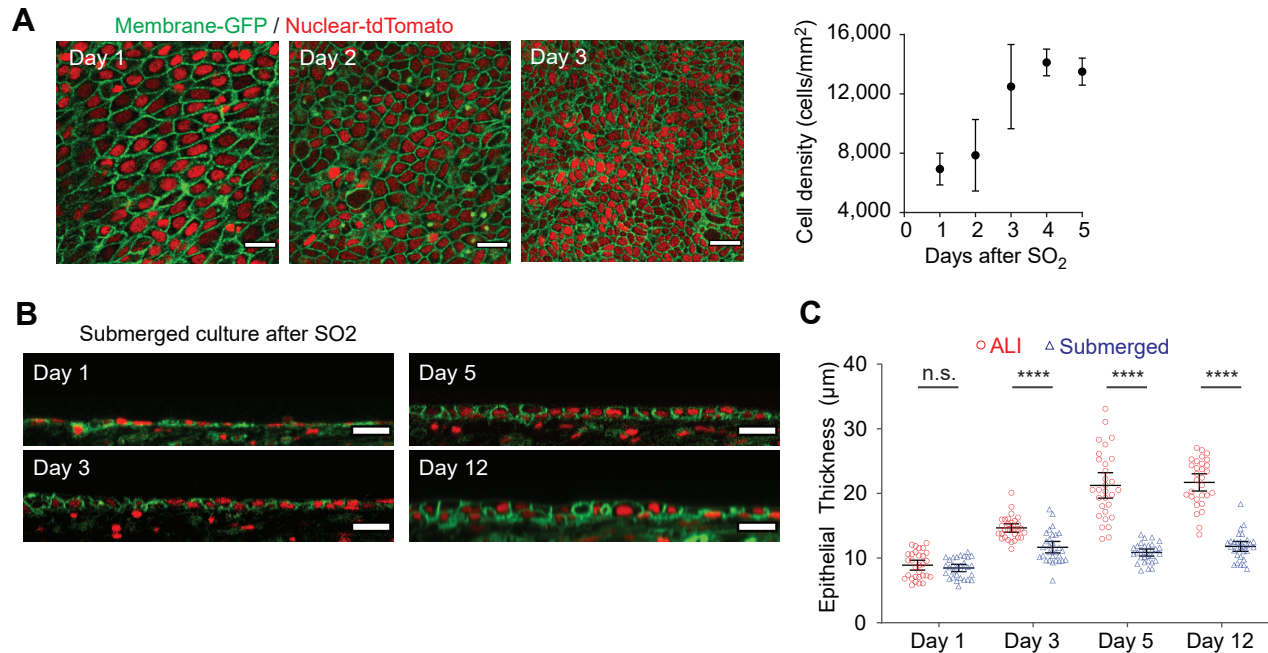 A
Membrane-GFP / Nuclear-tdTomato
Day 1
Day 2
Day 3
Cell density (cells/mm²)
16,000
12,000
8,000
4,000
0 1 2 3 4 5
Days after SO₂
B
Submerged culture after SO2
Day 1
Day 5
Day 3
Day 12
C
ALI Submerged
Epithelial Thickness (μm)
40
30
20
10
0
n.s. **** **** ****
Day 1 Day 3 Day 5 Day 12